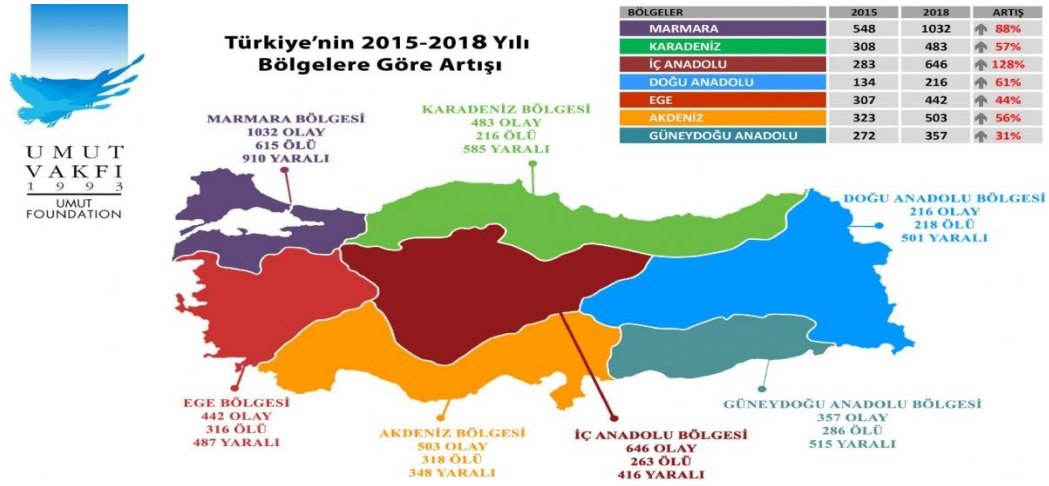 UMUT
VAKFI
1993
UMUT
FOUNDATION
Türkiye'nin 2015-2018 Yılı
Bölgelere Göre Artışı
BÖLGELER 2015 2018 ARTIŞ
MARMARA 548 1032 88%
KARADENİZ 308 483 57%
İÇ ANADOLU 283 646 128%
DOĞU ANADOLU 134 216 61%
EGE 307 442 44%
AKDENİZ 323 503 56%
GÜNEYDOĞU ANADOLU 272 357 31%
MARMARA BÖLGESİ
1032 OLAY
615 ÖLÜ
910 YARALI
KARADENİZ BÖLGESİ
483 OLAY
216 ÖLÜ
585 YARALI
DOĞU ANADOLU BÖLGESİ
216 OLAY
218 ÖLÜ
501 YARALI
EGE BÖLGESİ
442 OLAY
316 ÖLÜ
487 YARALI
AKDENİZ BÖLGESİ
503 OLAY
318 ÖLÜ
348 YARALI
İÇ ANADOLU BÖLGESİ
646 OLAY
263 ÖLÜ
416 YARALI
GÜNEYDOĞU ANADOLU BÖLGESİ
357 OLAY
286 ÖLÜ
515 YARALI